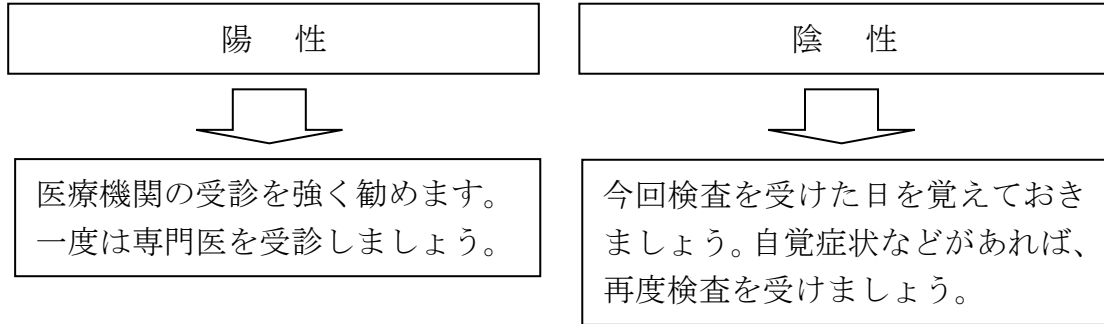 陽 性
医療機関の受診を強く勧めます。
一度は専門医を受診しましょう。
陰 性
今回検査を受けた日を覚えておき
ましょう。自覚症状などがあれば、
再度検査を受けましょう。